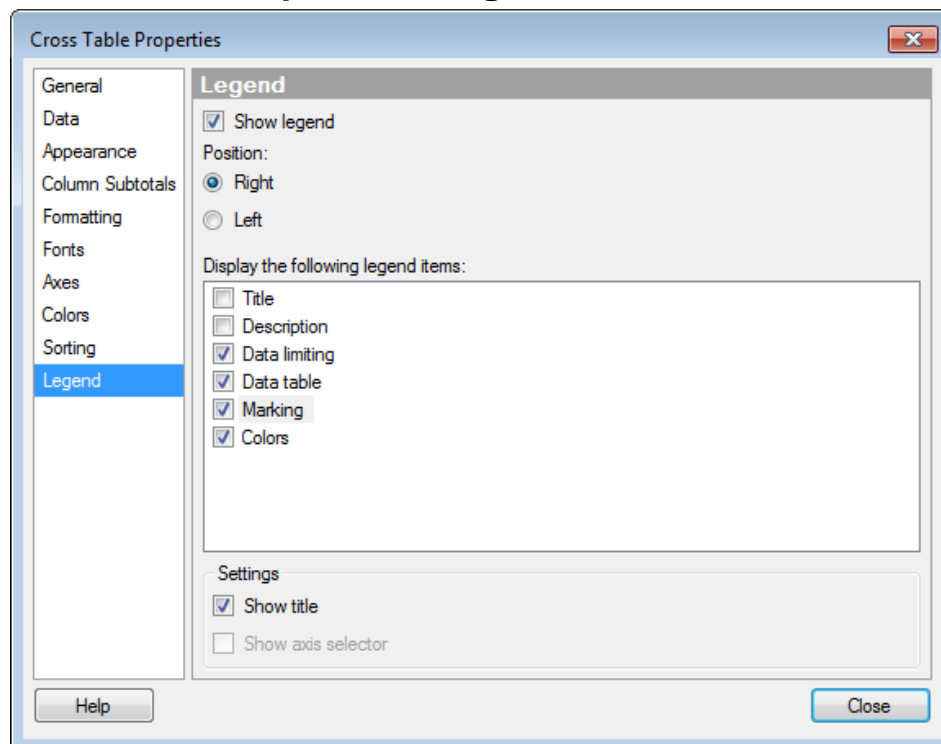 Cross Table Properties
General
Data
Appearance
Column Subtotals
Formatting
Fonts
Axes
Colors
Sorting
Legend
Legend
Show legend
Position:
Right
Left
Display the following legend items:
Title
Description
Data limiting
Data table
Marking
Colors
Settings
Show title
Show axis selector
Help
Close